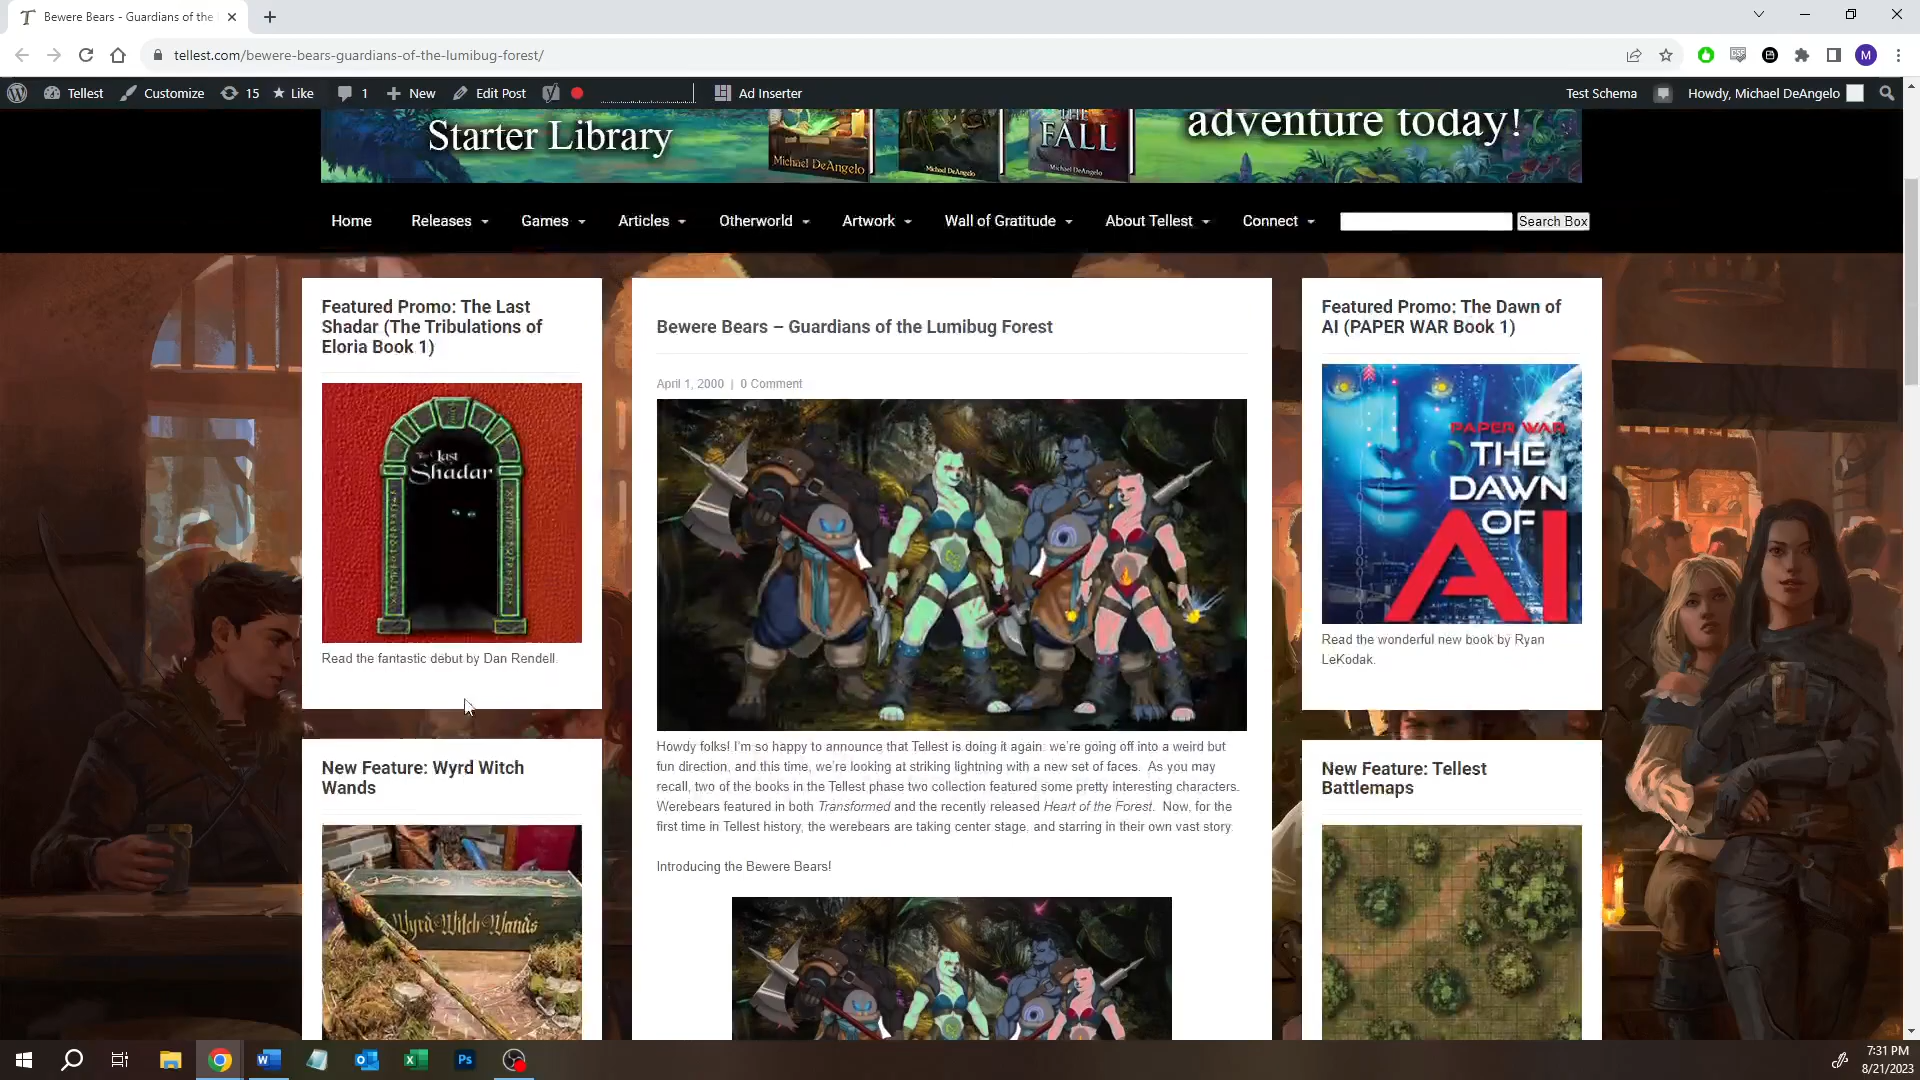 Bewere Bears - Guardians of the
tellest.com/bewere-bears-guardians-of-the-lumibug-forest/
M
Tellest
Customize
15
Like
1
New
Edit Post
Ad Inserter
Test Schema
Howdy, Michael DeAngelo
Starter Library
Michael DeAngelo
Michael DeAngelo
THE
FALL
Michael DeAngelo
adventure today!
Home
Releases
Games
Articles
Otherworld
Artwork
Wall of Gratitude
About Tellest
Connect
Search Box
Featured Promo: The Last
Shadar (The Tribulations of
Eloria Book 1)
The Last
Shadar
Read the fantastic debut by Dan Rendell.
New Feature: Wyrd Witch
Wands
Wyrd Witch Wands
Bewere Bears – Guardians of the Lumibug Forest
April 1, 2000 | 0 Comment
Howdy folks! I'm so happy to announce that Tellest is doing it again: we're going off into a weird but
fun direction, and this time, we're looking at striking lightning with a new set of faces. As you may
recall, two of the books in the Tellest phase two collection featured some pretty interesting characters.
Werebears featured in both Transformed and the recently released Heart of the Forest. Now, for the
first time in Tellest history, the werebears are taking center stage, and starring in their own vast story.
Introducing the Bewere Bears!
Featured Promo: The Dawn of
AI (PAPER WAR Book 1)
PAPER WAR
THE
DAWN
OF
AI
Read the wonderful new book by Ryan
LeKodak.
New Feature: Tellest
Battlemaps
7:31 PM
8/21/2023